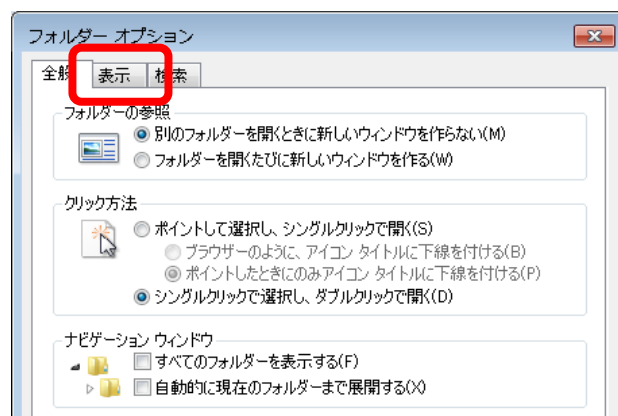 フォルダー オプション
全般 表示 検索
フォルダーの参照
別のフォルダーを開くときに新しいウィンドウを作らない(M)
フォルダーを開くたびに新しいウィンドウを作る(W)
クリック方法
ポイントして選択し、シングルクリックで開く(S)
ブラウザーのように、アイコン タイトルに下線を付ける(B)
ポイントしたときにのみアイコン タイトルに下線を付ける(P)
シングルクリックで選択し、ダブルクリックで開く(D)
ナビゲーション ウィンドウ
すべてのフォルダーを表示する(F)
自動的に現在のフォルダーまで展開する(X)